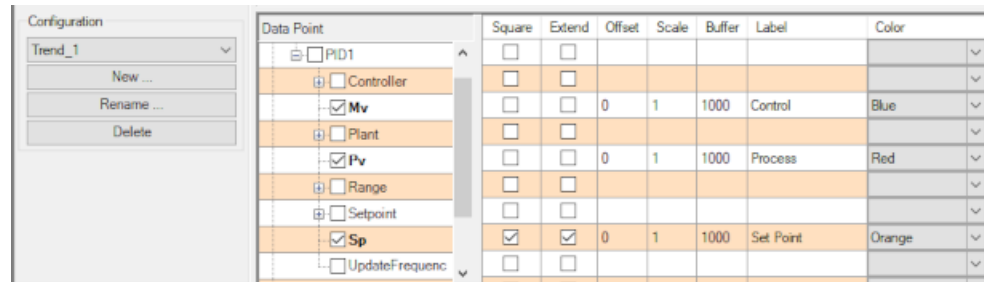 Configuration
Trend_1
New ...
Rename ...
Delete
Data Point Square Extend Offset Scale Buffer Label Color
PID1
Controller
Mv 0 1 1000 Control Blue
Plant
Pv 0 1 1000 Process Red
Range
Setpoint
Sp 0 1 1000 Set Point Orange
UpdateFrequenc